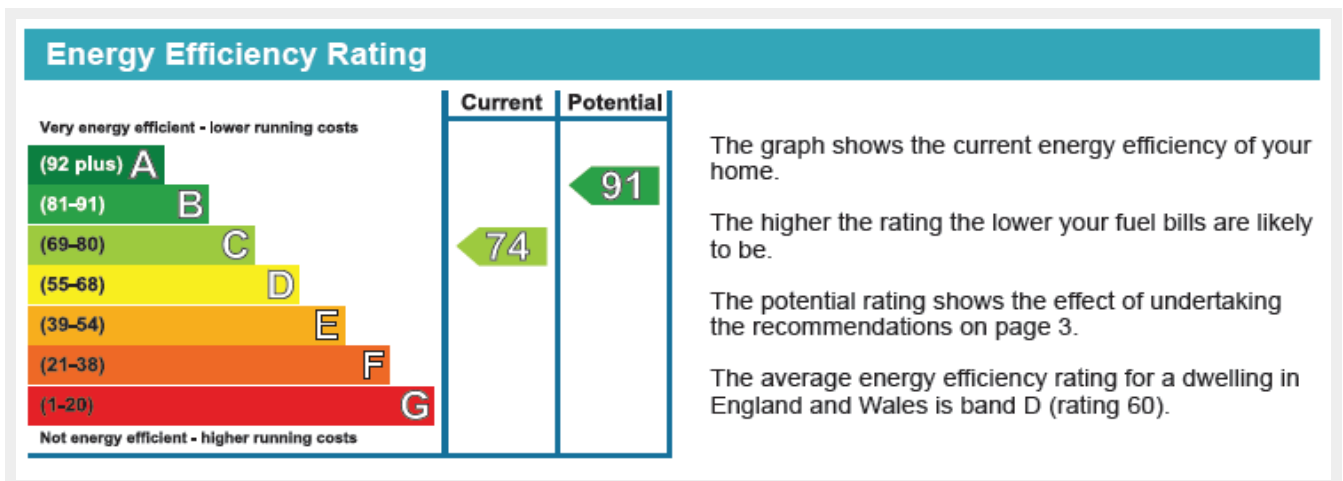 Energy Efficiency Rating
Current Potential
Very energy efficient - lower running costs
(92 plus) A
(81–91) B
(69–80) C
(55–68) D
(39–54) E
(21–38) F
(1–20) G
Not energy efficient - higher running costs
74
91
The graph shows the current energy efficiency of your
home.
The higher the rating the lower your fuel bills are likely
to be.
The potential rating shows the effect of undertaking
the recommendations on page 3.
The average energy efficiency rating for a dwelling in
England and Wales is band D (rating 60).